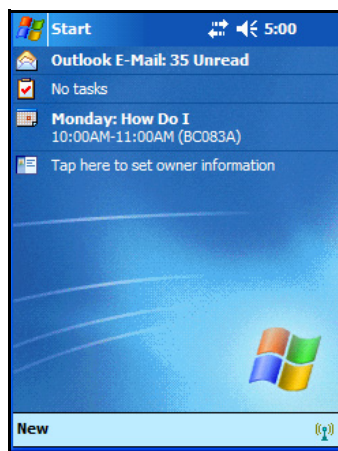 Start 5:00
Outlook E-Mail: 35 Unread
No tasks
Monday: How Do I
10:00AM-11:00AM (BC083A)
Tap here to set owner information
New